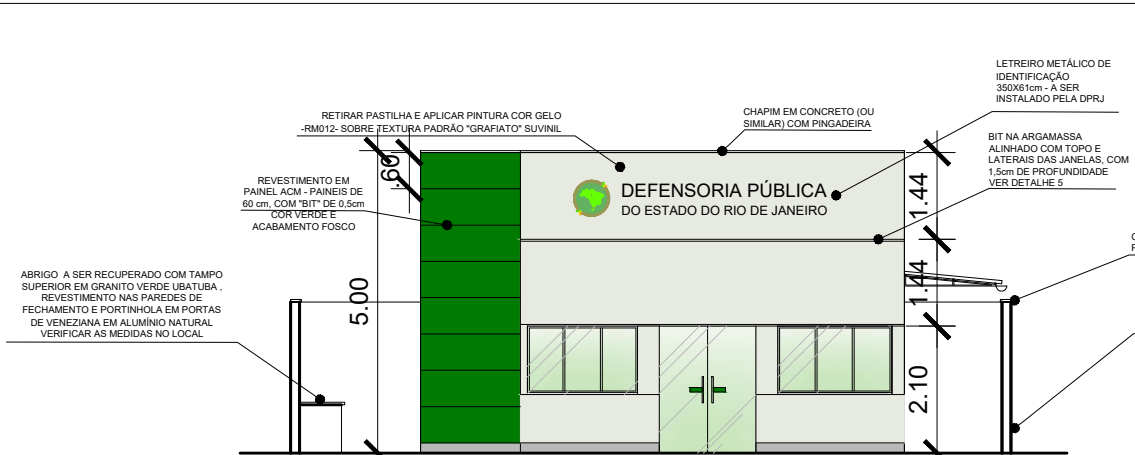 LETREIRO METÁLICO DE
IDENTIFICAÇÃO
350X61cm - A SER
INSTALADO PELA DPRJ
RETIRAR PASTILHA E APLICAR PINTURA COR GELO
-RM012- SOBRE TEXTURA PADRÃO "GRAFIATO" SUVINIL
CHAPIM EM CONCRETO (OU
SIMILAR) COM PINGADEIRA
BIT NA ARGAMASSA
ALINHADO COM TOPO E
LATERAIS DAS JANELAS, COM
1,5cm DE PROFUNDIDADE
VER DETALHE 5
REVESTIMENTO EM
PAINEL ACM - PAINEIS DE
60 cm, COM "BIT" DE 0,5cm
COR VERDE E
ACABAMENTO FOSCO
.60
DEFENSORIA PÚBLICA
DO ESTADO DO RIO DE JANEIRO
1.44
ABRIGO A SER RECUPERADO COM TAMPO
SUPERIOR EM GRANITO VERDE UBATUBA ,
REVESTIMENTO NAS PAREDES DE
FECHAMENTO E PORTINHOLA EM PORTAS
DE VENEZIANA EM ALUMÍNIO NATURAL
VERIFICAR AS MEDIDAS NO LOCAL
5.00
1.44
2.10